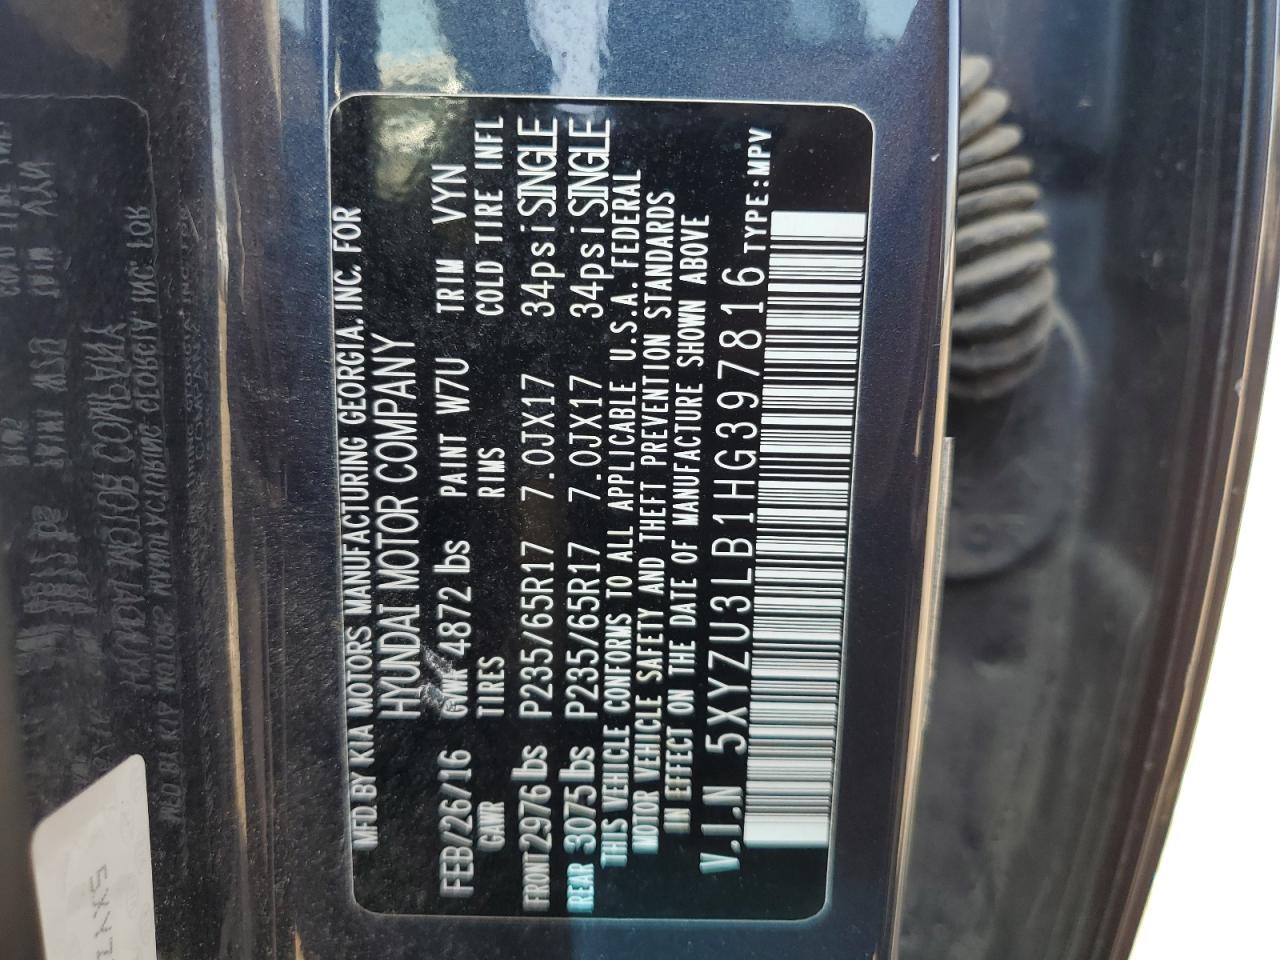 MFD BY KIA MOTORS MANUFACTURING GEORGIA, INC. FOR
HYUNDAI MOTOR COMPANY
FEB/26/16 GVWR 4872 lbs PAINT W7U TRIM VYN
GAWR TIRES RIMS COLD TIRE INFL
FRONT 2976 lbs P235/65R17 7.0JX17 34psi SINGLE
REAR 3075 lbs P235/65R17 7.0JX17 34psi SINGLE
THIS VEHICLE CONFORMS TO ALL APPLICABLE U.S.A. FEDERAL
MOTOR VEHICLE SAFETY AND THEFT PREVENTION STANDARDS
IN EFFECT ON THE DATE OF MANUFACTURE SHOWN ABOVE
V.I.N 5XYZU3LB1HG397816 TYPE:MPV